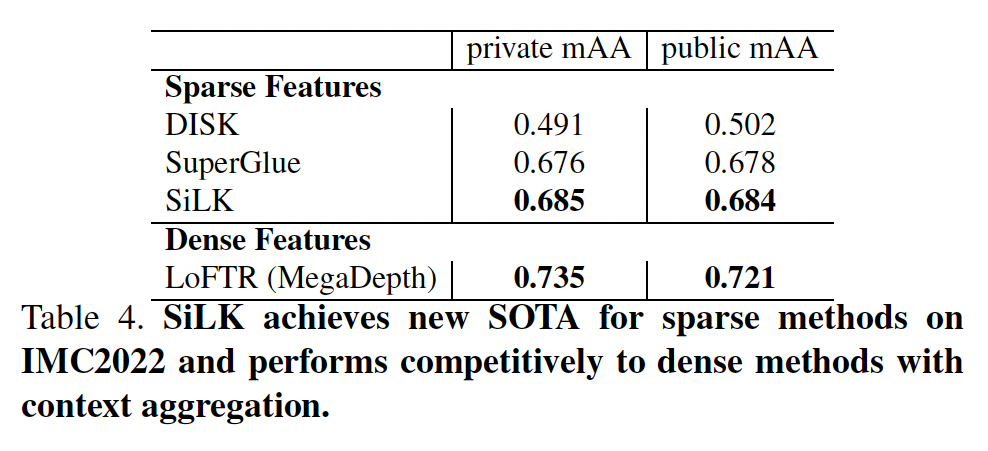 private mAA public mAA
Sparse Features
DISK 0.491 0.502
SuperGlue 0.676 0.678
SiLK 0.685 0.684
Dense Features
LoFTR (MegaDepth) 0.735 0.721
Table 4. SiLK achieves new SOTA for sparse methods on
IMC2022 and performs competitively to dense methods with
context aggregation.